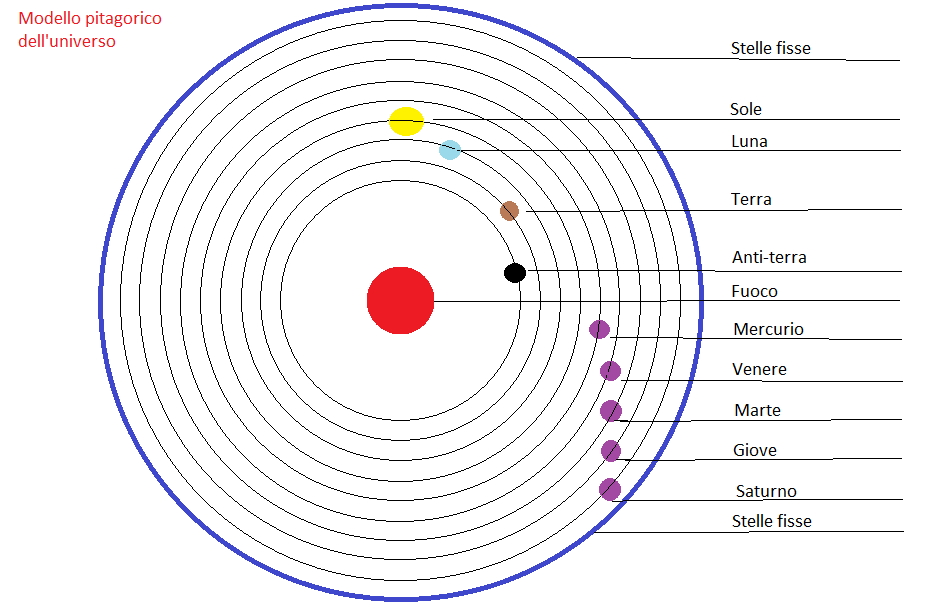 Modello pitagorico
dell'universo
Stelle fisse
Sole
Luna
Terra
Anti-terra
Fuoco
Mercurio
Venere
Marte
Giove
Saturno
Stelle fisse